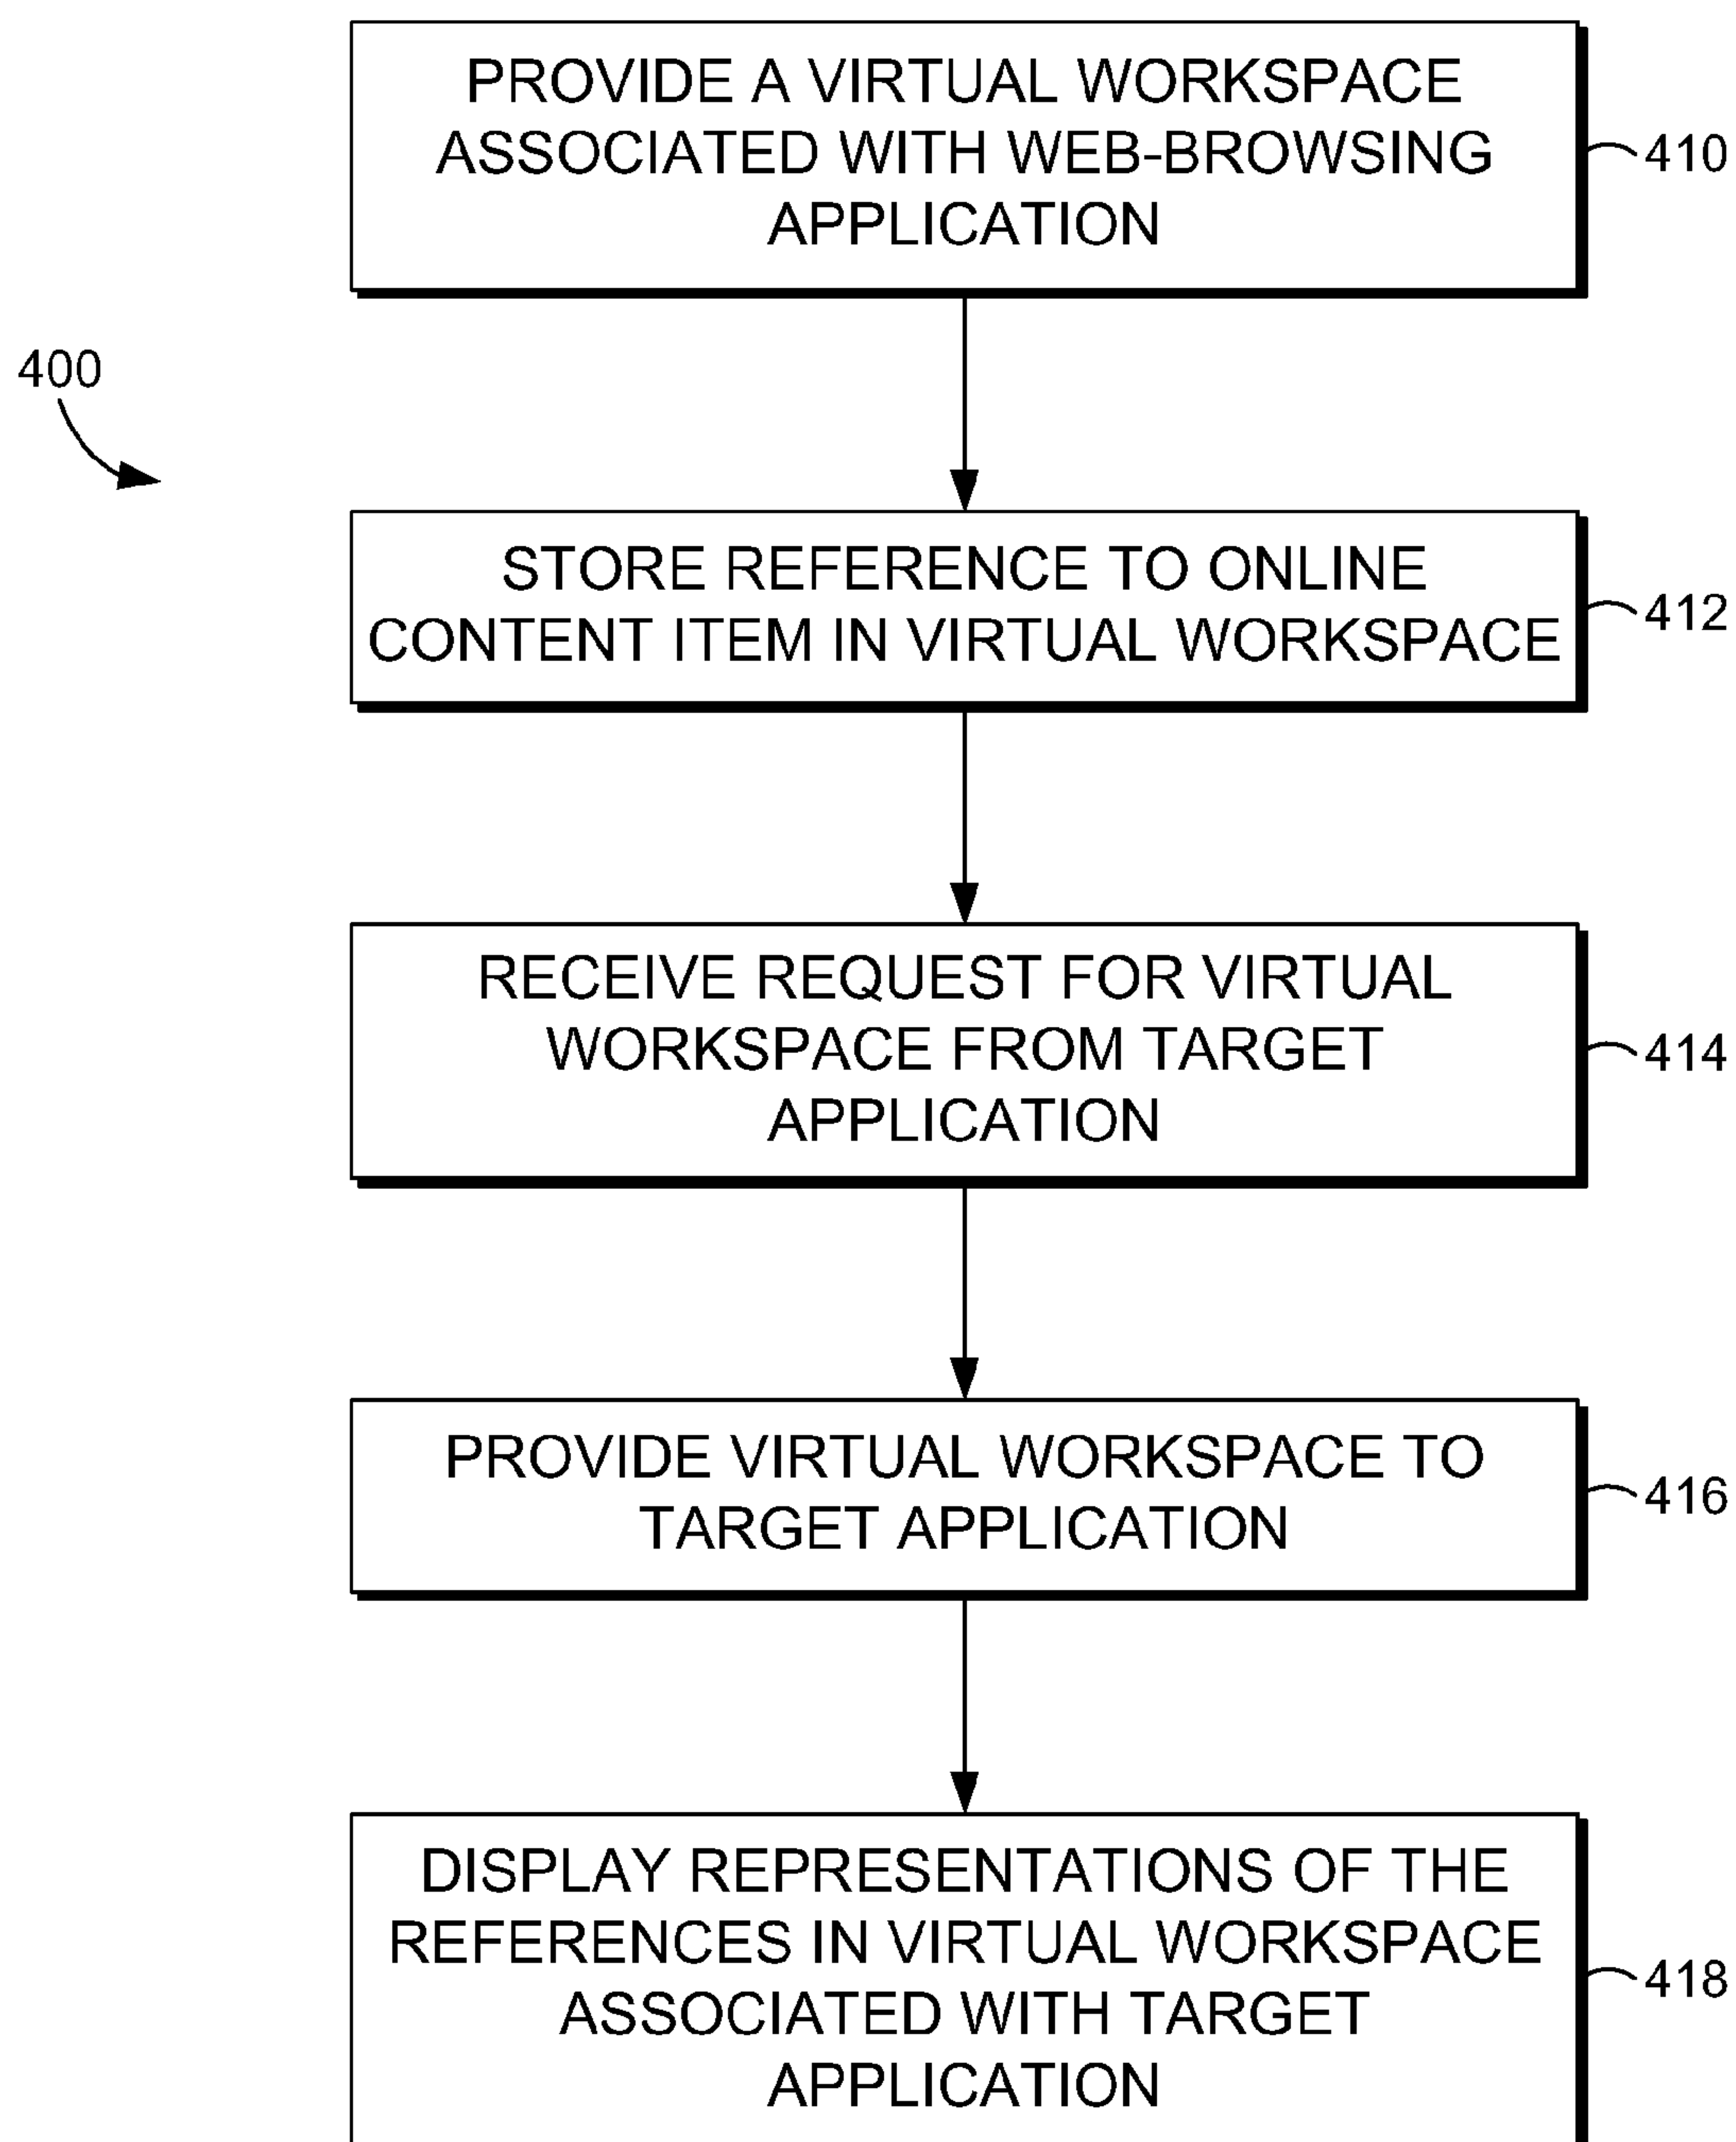 PROVIDE A VIRTUAL WORKSPACE
ASSOCIATED WITH WEB-BROWSING
APPLICATION
410
400
STORE REFERENCE TO ONLINE
CONTENT ITEM IN VIRTUAL WORKSPACE
412
RECEIVE REQUEST FOR VIRTUAL
WORKSPACE FROM TARGET
APPLICATION
414
PROVIDE VIRTUAL WORKSPACE TO
TARGET APPLICATION
416
DISPLAY REPRESENTATIONS OF THE
REFERENCES IN VIRTUAL WORKSPACE
ASSOCIATED WITH TARGET
APPLICATION
418